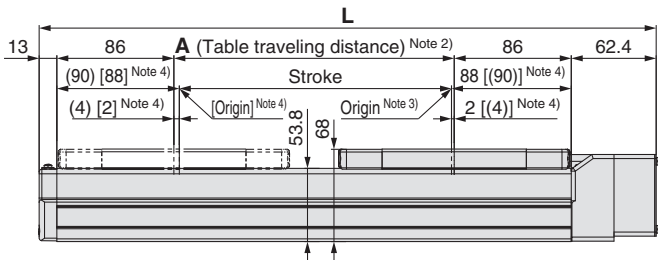 L
13 86 A (Table traveling distance) Note 2) 86 62.4
(90) [88] Note 4) Stroke 88 [(90)] Note 4)
(4) [2] Note 4) [Origin] Note 4) Origin Note 3) 2 [(4)] Note 4)
53.8 68